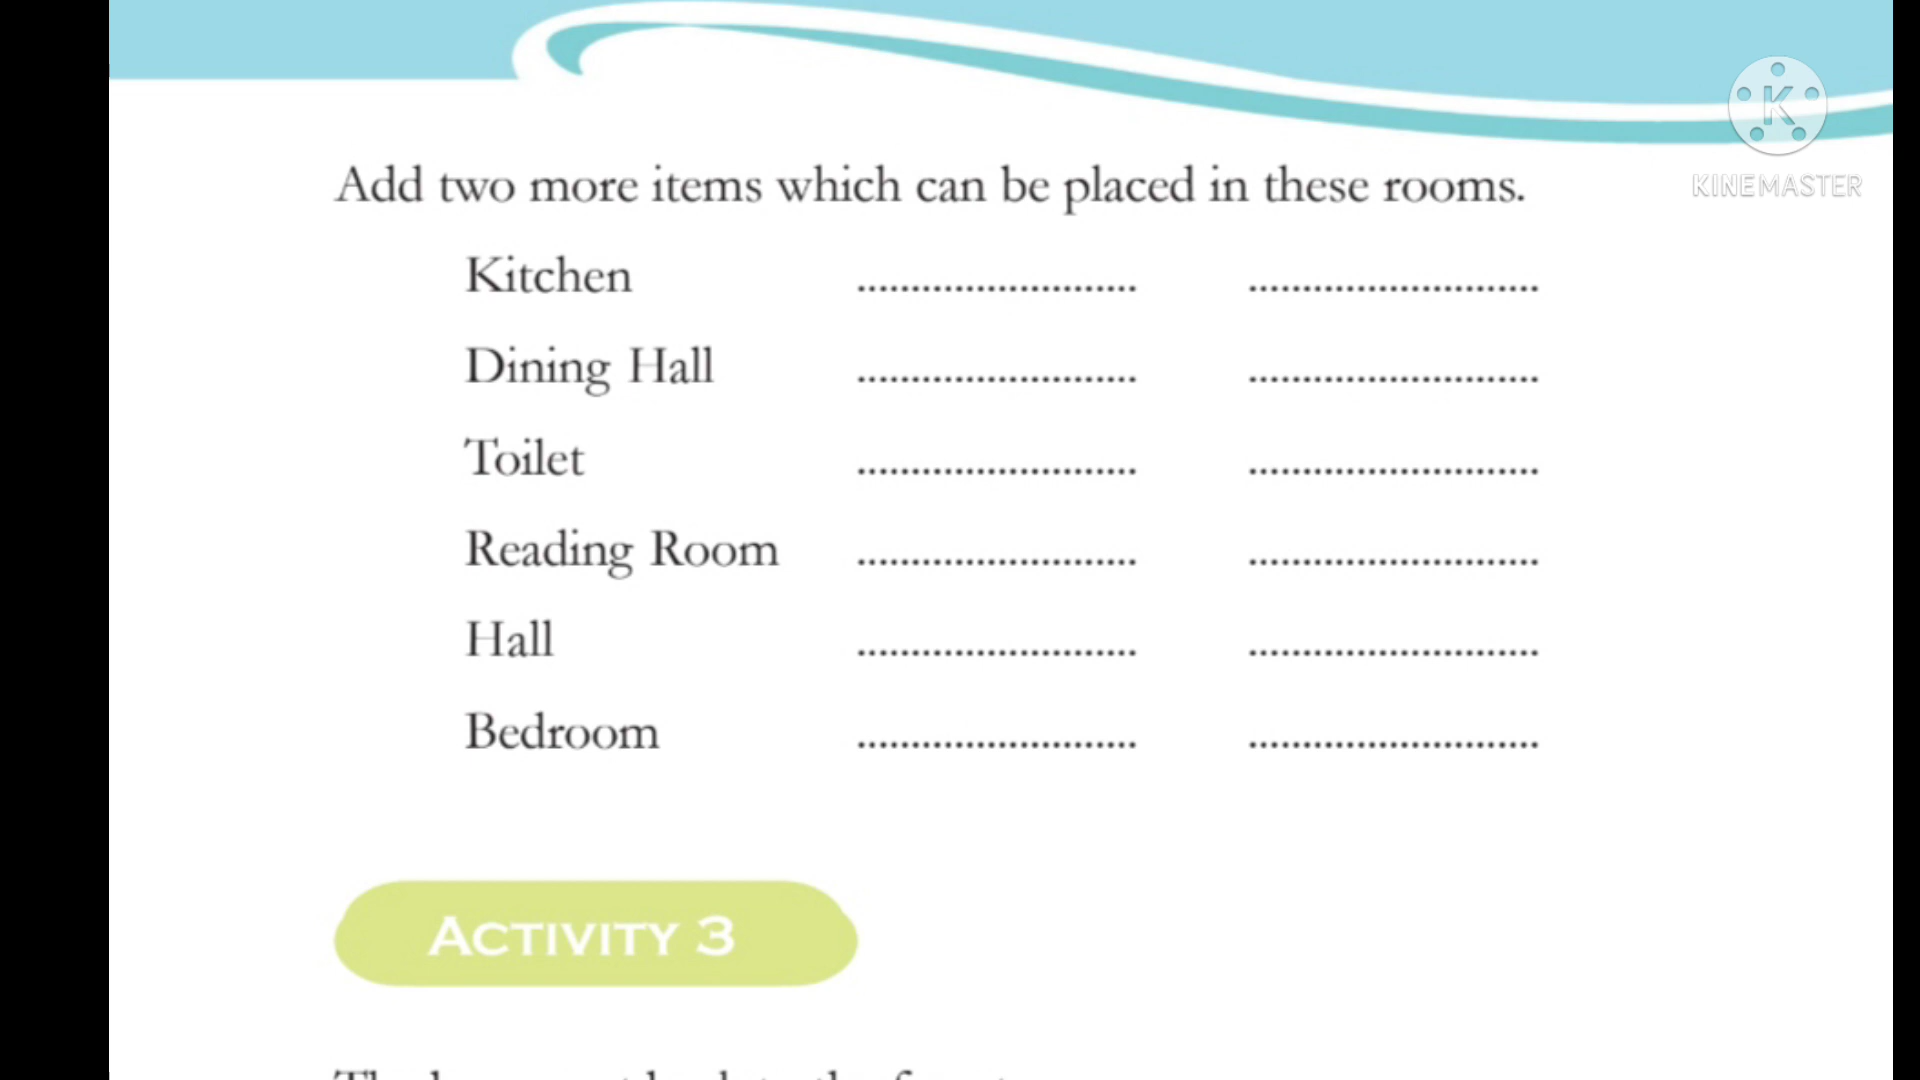 K
KINEMASTER
Add two more items which can be placed in these rooms.
Kitchen ......................... ..........................
Dining Hall ......................... ..........................
Toilet ......................... ..........................
Reading Room ......................... ..........................
Hall ......................... ..........................
Bedroom ......................... ..........................
ACTIVITY 3